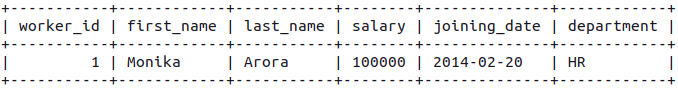 +-----------+------------+-----------+--------+--------------+------------+
| worker_id | first_name | last_name | salary | joining_date | department |
+-----------+------------+-----------+--------+--------------+------------+
|         1 | Monika     | Arora     | 100000 | 2014-02-20   | HR         |
+-----------+------------+-----------+--------+--------------+------------+